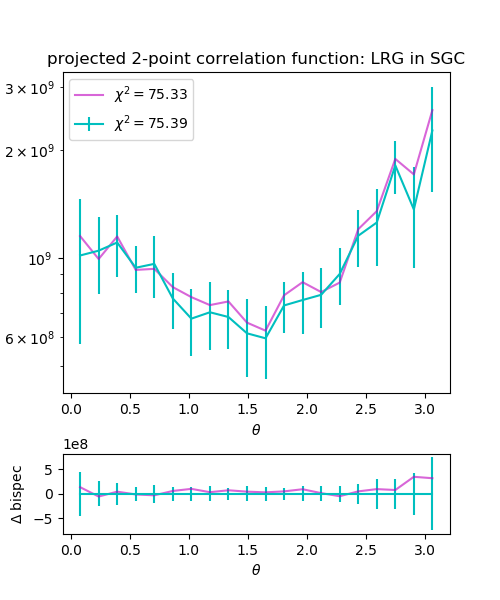 projected 2-point correlation function: LRG in SGC
χ² = 75.33
χ² = 75.39
3 × 10⁹
2 × 10⁹
10⁹
6 × 10⁸
0.0 0.5 1.0 1.5 2.0 2.5 3.0
θ
1e8
Δ bispec
5
0
−5
0.0 0.5 1.0 1.5 2.0 2.5 3.0
θ